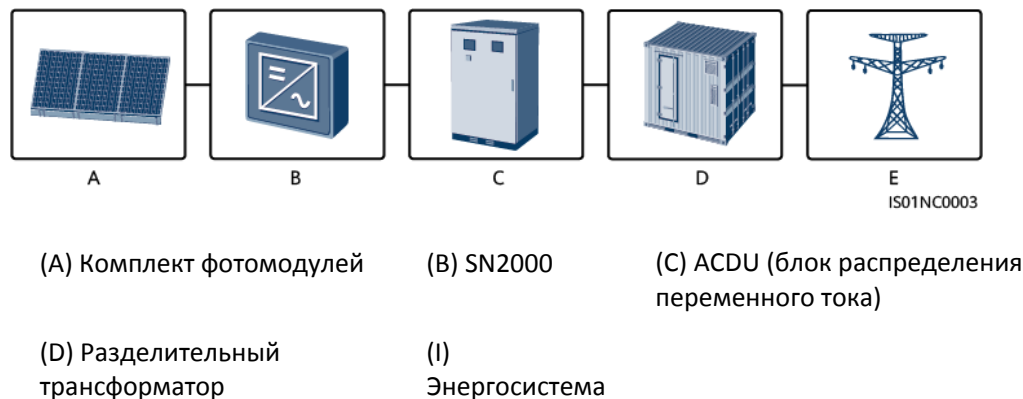 A B C D E
IS01NC0003
(A) Комплект фотомодулей (B) SN2000 (C) ACDU (блок распределения
переменного тока)
(D) Разделительный (I)
трансформатор Энергосистема